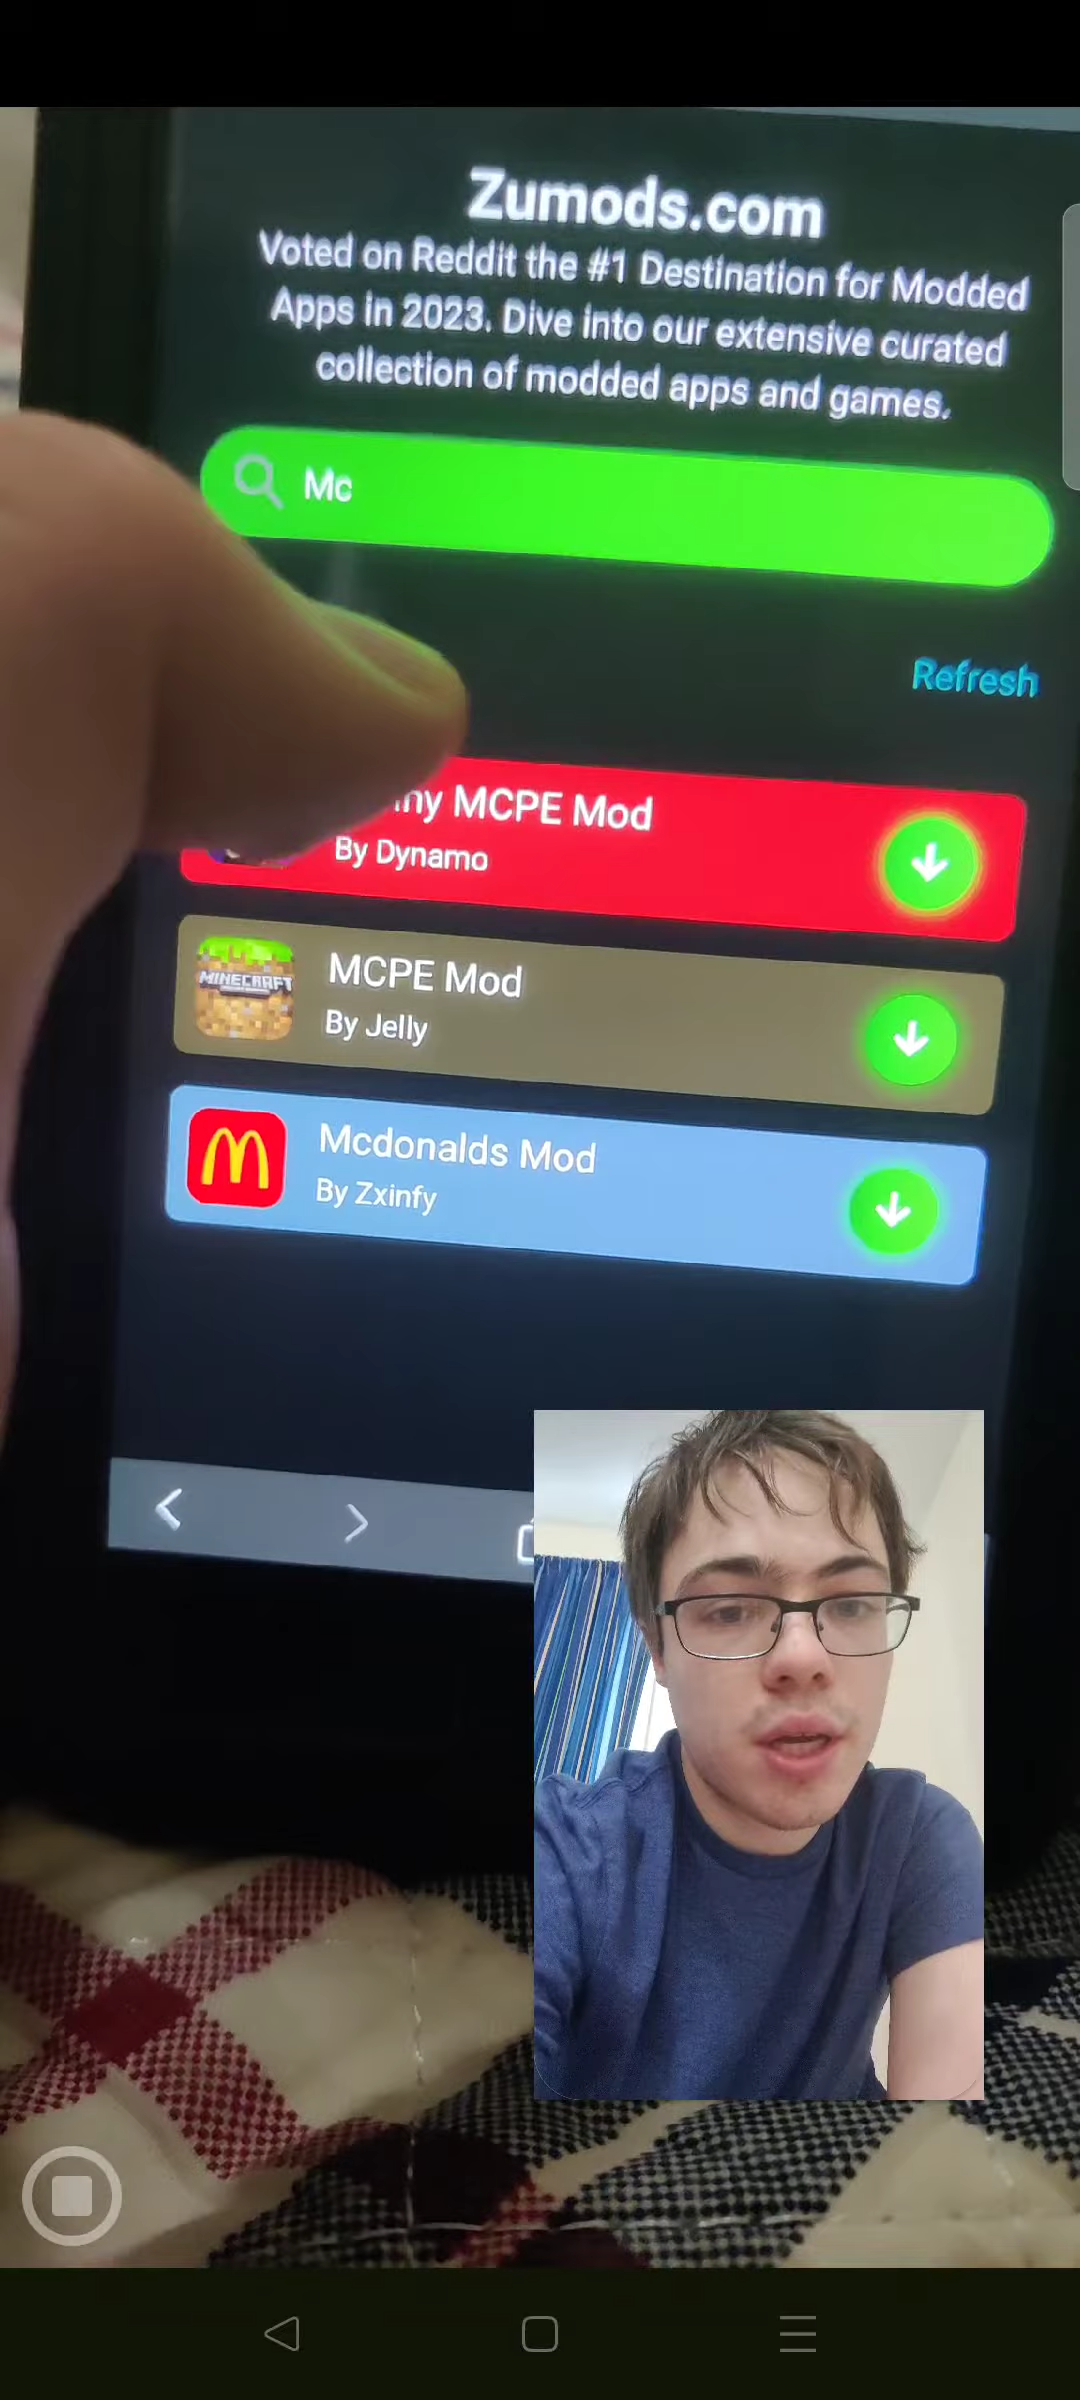 Zumods.com
Voted on Reddit the #1 Destination for Modded
Apps in 2023. Dive into our extensive curated
collection of modded apps and games.
Mc
Refresh
MCPE Mod
By Dynamo
MINECRAFT
MCPE Mod
By Jelly
Mcdonalds Mod
By Zxinfy